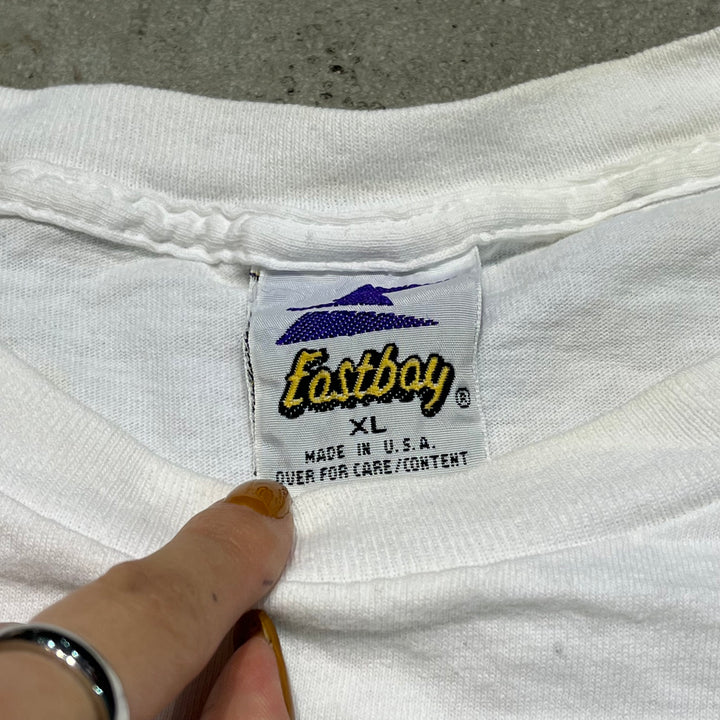 Eastbay®
XL
MADE IN U.S.A.
OVER FOR CARE/CONTENT